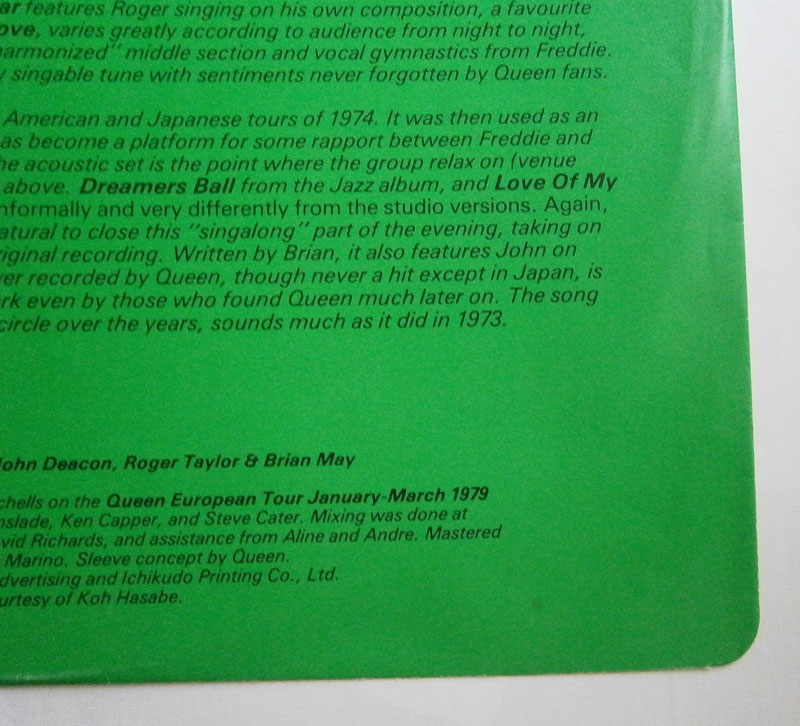 ar features Roger singing on his own composition, a favourite
ove, varies greatly according to audience from night to night,
harmonized" middle section and vocal gymnastics from Freddie.
y singable tune with sentiments never forgotten by Queen fans.
American and Japanese tours of 1974. It was then used as an
as become a platform for some rapport between Freddie and
he acoustic set is the point where the group relax on (venue
above. Dreamers Ball from the Jazz album, and Love Of My
nformally and very differently from the studio versions. Again,
atural to close this "singalong" part of the evening, taking on
riginal recording. Written by Brian, it also features John on
ver recorded by Queen, though never a hit except in Japan, is
rk even by those who found Queen much later on. The song
circle over the years, sounds much as it did in 1973.
John Deacon, Roger Taylor & Brian May
chells on the Queen European Tour January-March 1979
nslade, Ken Capper, and Steve Cater. Mixing was done at
vid Richards, and assistance from Aline and Andre. Mastered
Marino. Sleeve concept by Queen.
dvertising and Ichikudo Printing Co., Ltd.
urtesy of Koh Hasabe.